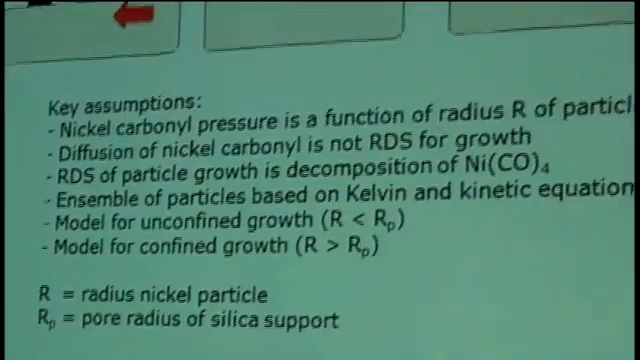 Key assumptions:
- Nickel carbonyl pressure is a function of radius R of particl
- Diffusion of nickel carbonyl is not RDS for growth
- RDS of particle growth is decomposition of Ni(CO)₄
- Ensemble of particles based on Kelvin and kinetic equation
- Model for unconfined growth (R < Rₚ)
- Model for confined growth (R > Rₚ)
R = radius nickel particle
Rₚ = pore radius of silica support